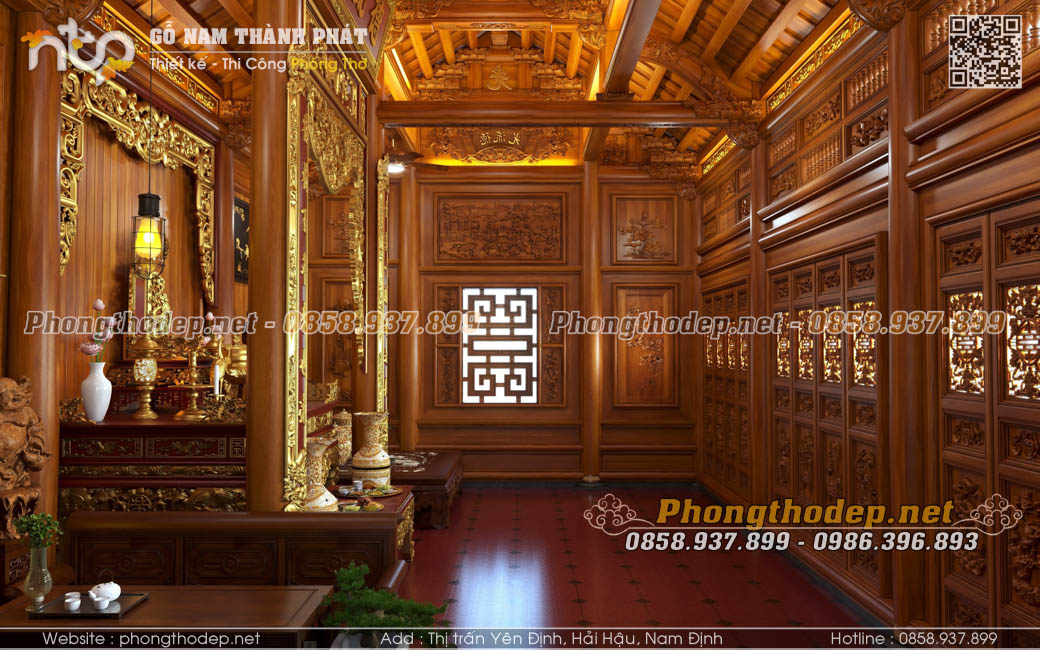 GỖ NAM THÀNH PHÁT
Thiết kế - Thi Công Phòng Thờ
ntp
Phongthodep.net - 0858.937.899 - Phongthodep.net - 0858.937.899
Phongthodep.net
0858.937.899 - 0986.396.893
Website : phongthodep.net
Add : Thị trấn Yên Định, Hải Hậu, Nam Định
Hotline : 0858.937.899